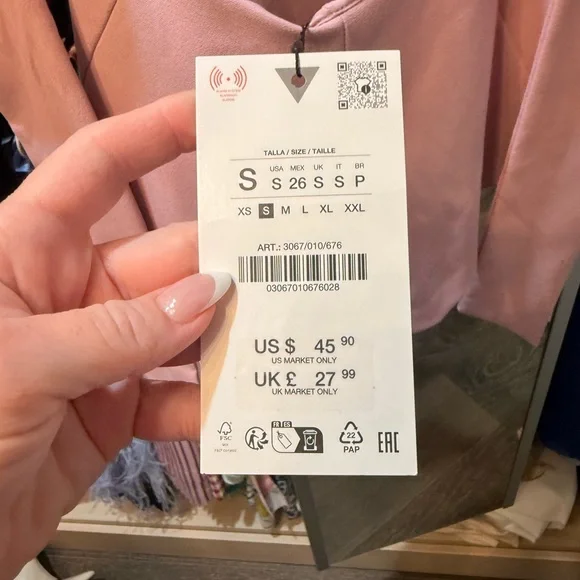 TALLA / SIZE / TAILLE
USA MEX UK IT BR
S S 26 S S P
XS S M L XL XXL
ART.: 3067/010/676
03067010676028
US $ 45 90
US MARKET ONLY
UK £ 27 99
UK MARKET ONLY
FSC
FR
22
PAP
EAC